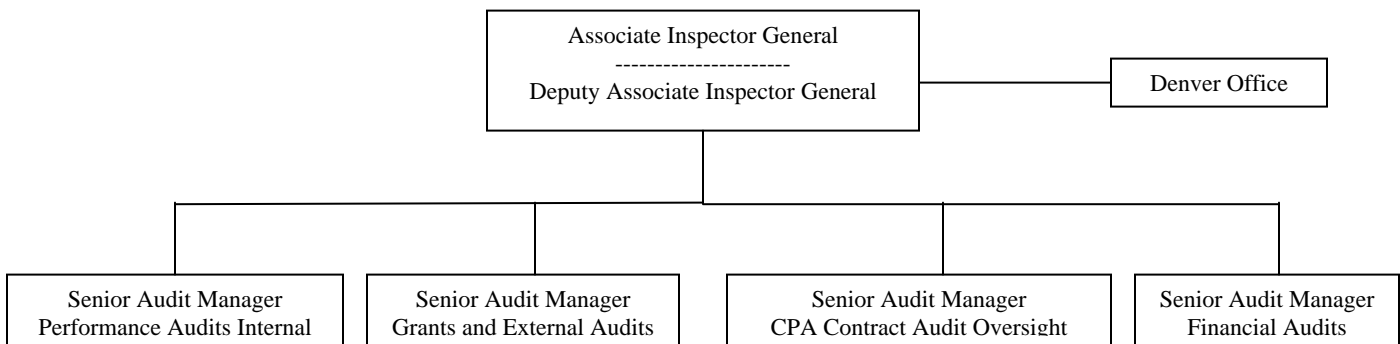 Associate Inspector General
----------------------
Deputy Associate Inspector General
Denver Office
Senior Audit Manager
Performance Audits Internal
Senior Audit Manager
Grants and External Audits
Senior Audit Manager
CPA Contract Audit Oversight
Senior Audit Manager
Financial Audits